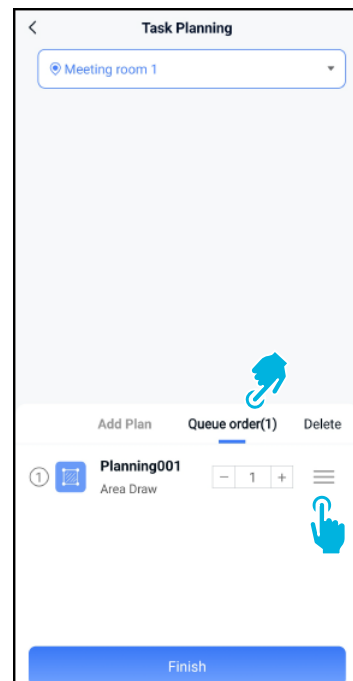 Task Planning
Meeting room 1
Add Plan Queue order(1) Delete
1 Planning001 − 1 +
Area Draw
Finish